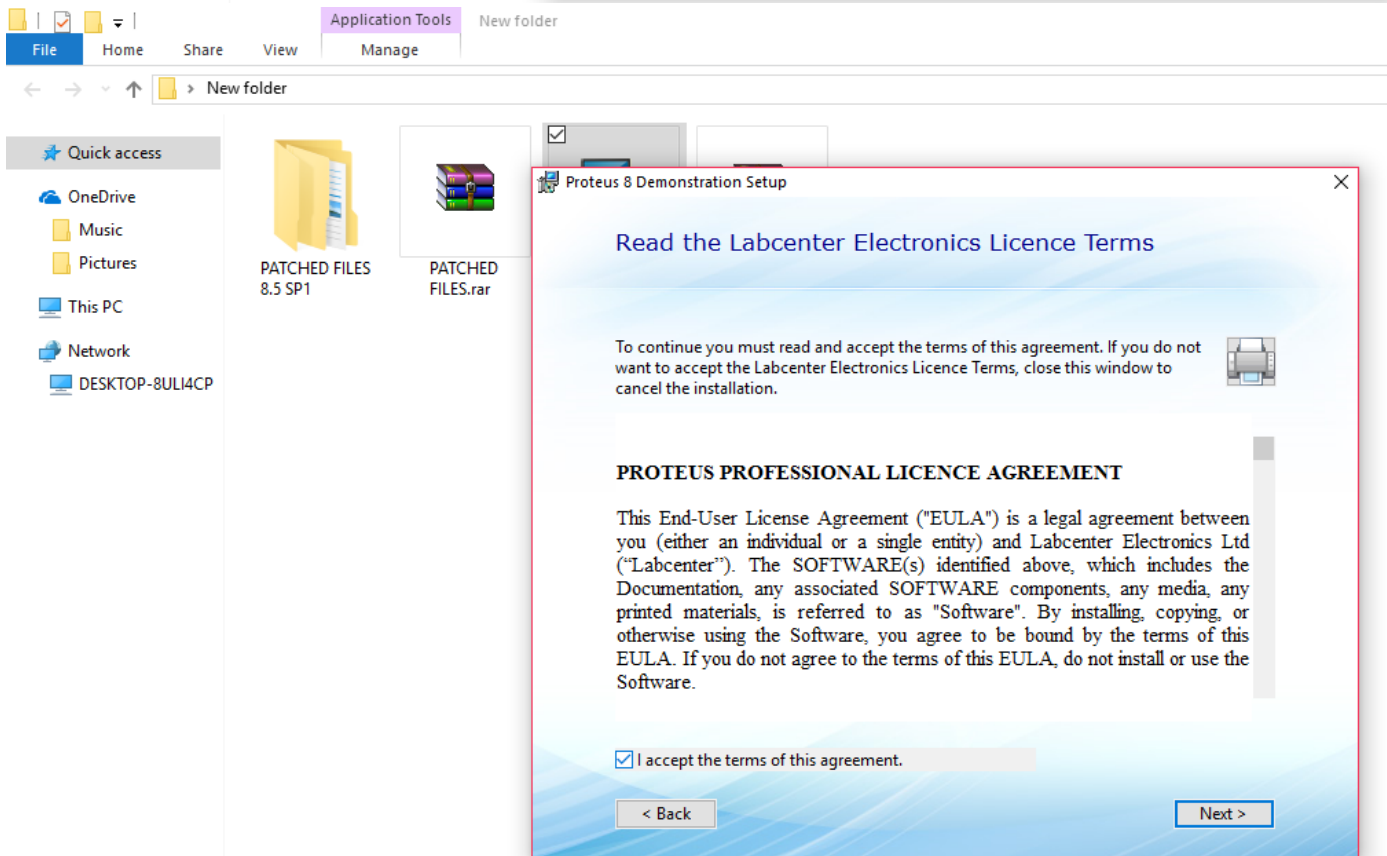 Application Tools
New folder
File
Home
Share
View
Manage
New folder
Quick access
OneDrive
Music
Pictures
This PC
Network
DESKTOP-8ULI4CP
PATCHED FILES
8.5 SP1
PATCHED
FILES.rar
Proteus 8 Demonstration Setup
Read the Labcenter Electronics Licence Terms
To continue you must read and accept the terms of this agreement. If you do not
want to accept the Labcenter Electronics Licence Terms, close this window to
cancel the installation.
PROTEUS PROFESSIONAL LICENCE AGREEMENT
This End-User License Agreement ("EULA") is a legal agreement between
you (either an individual or a single entity) and Labcenter Electronics Ltd
(“Labcenter”). The SOFTWARE(s) identified above, which includes the
Documentation, any associated SOFTWARE components, any media, any
printed materials, is referred to as "Software". By installing, copying, or
otherwise using the Software, you agree to be bound by the terms of this
EULA. If you do not agree to the terms of this EULA, do not install or use the
Software.
I accept the terms of this agreement.
< Back
Next >